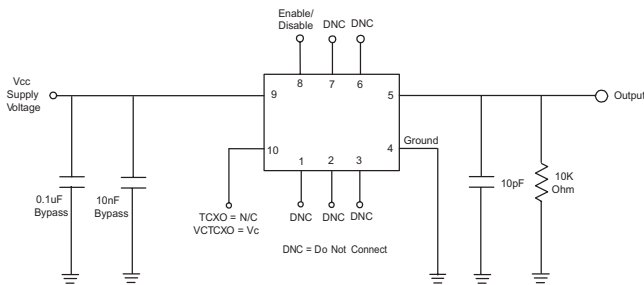 Enable/
Disable
DNC
DNC
8
7
6
Vcc
Supply
Voltage
9
5
Output
10
4
Ground
1
2
3
0.1uF
Bypass
10nF
Bypass
10pF
10K
Ohm
TCXO = N/C
VCTCXO = Vc
DNC
DNC
DNC
DNC = Do Not Connect